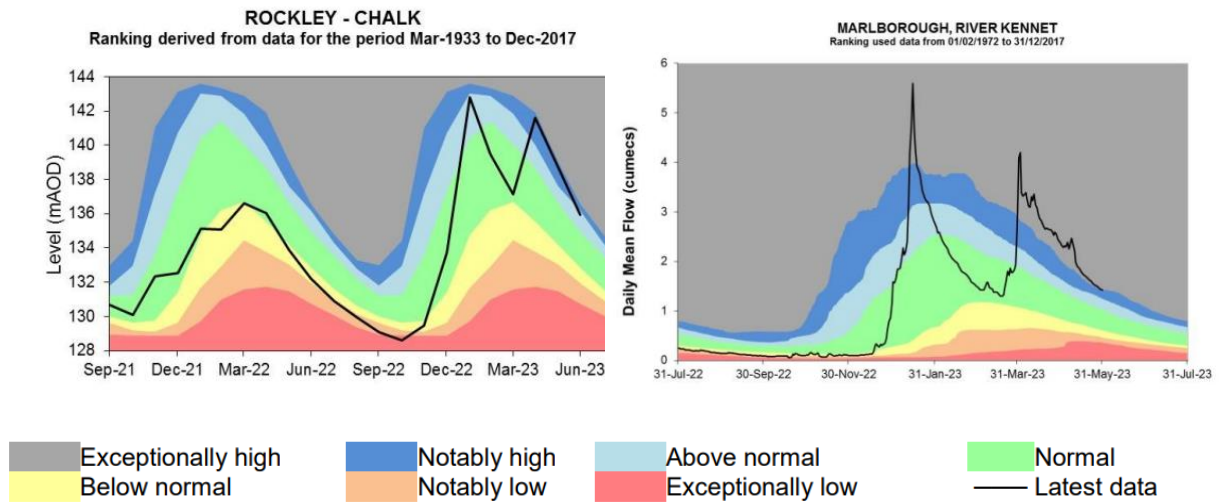 ROCKLEY - CHALK
Ranking derived from data for the period Mar-1933 to Dec-2017
Level (mAOD)
144
142
140
138
136
134
132
130
128
Sep-21 Dec-21 Mar-22 Jun-22 Sep-22 Dec-22 Mar-23 Jun-23
MARLBOROUGH, RIVER KENNET
Ranking used data from 01/02/1972 to 31/12/2017
Daily Mean Flow (cumecs)
6
5
4
3
2
1
0
31-Jul-22 30-Sep-22 30-Nov-22 31-Jan-23 31-Mar-23 31-May-23 31-Jul-23
Exceptionally high Notably high Above normal Normal
Below normal Notably low Exceptionally low Latest data